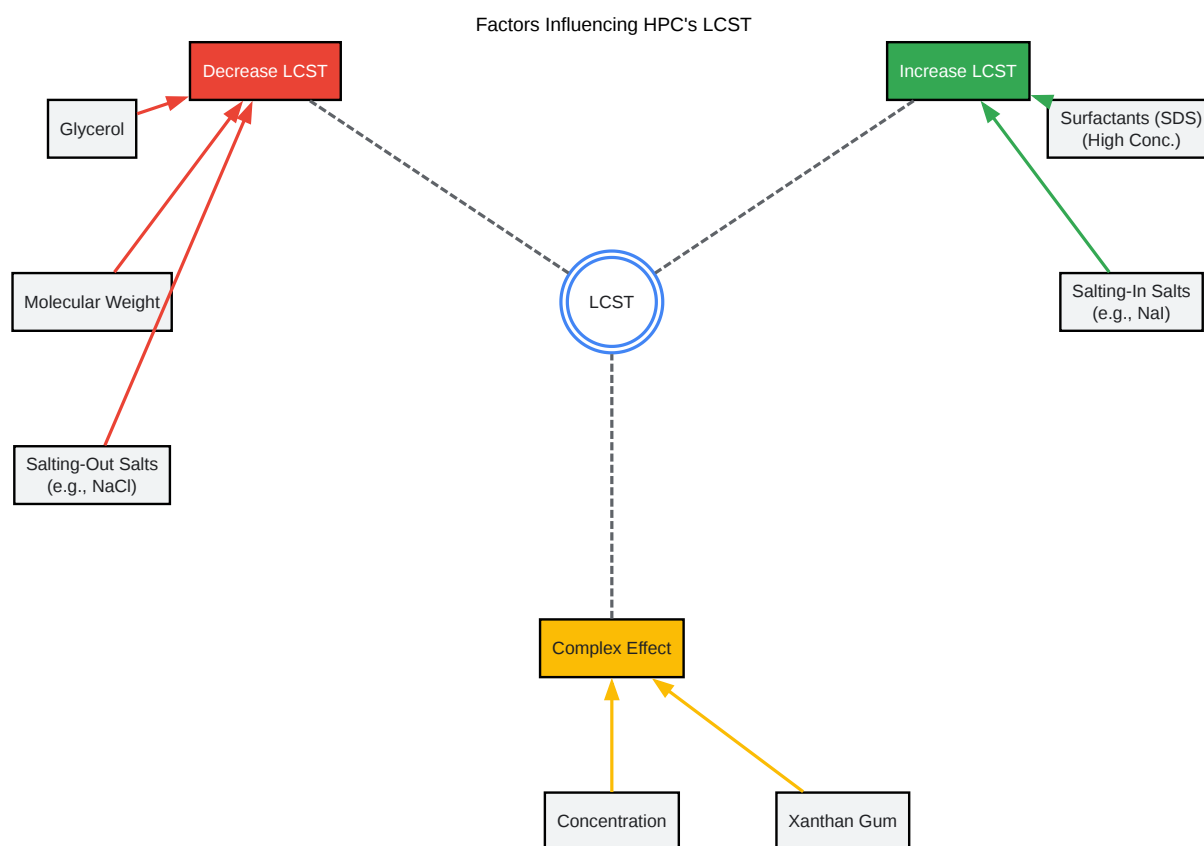 Factors Influencing HPC's LCST
Decrease LCST
Increase LCST
Glycerol
Surfactants (SDS)
(High Conc.)
Molecular Weight
LCST
Salting-In Salts
(e.g., NaI)
Salting-Out Salts
(e.g., NaCl)
Complex Effect
Concentration
Xanthan Gum